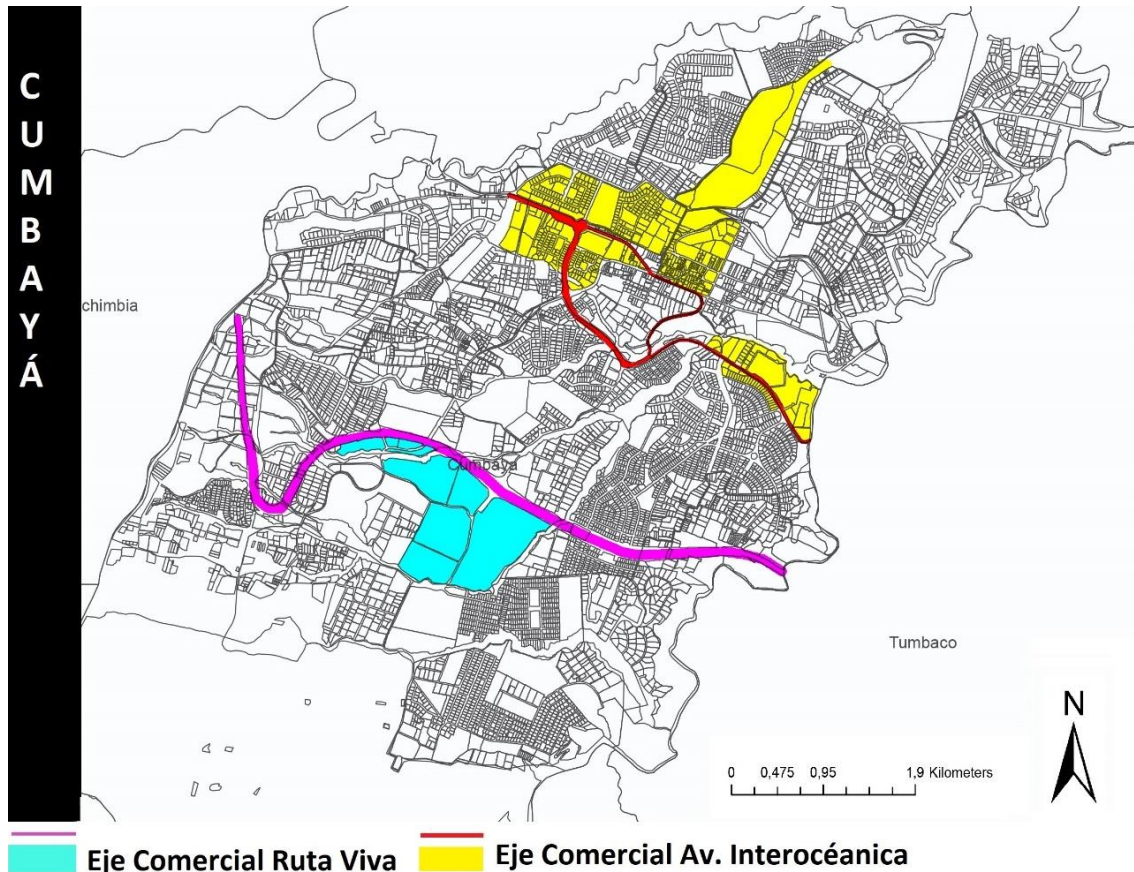 CUMBAYÁ
chimbia
Cumbaya
Tumbaco
N
0 0,475 0,95 1,9 Kilometers
Eje Comercial Ruta Viva
Eje Comercial Av. Interocéanica